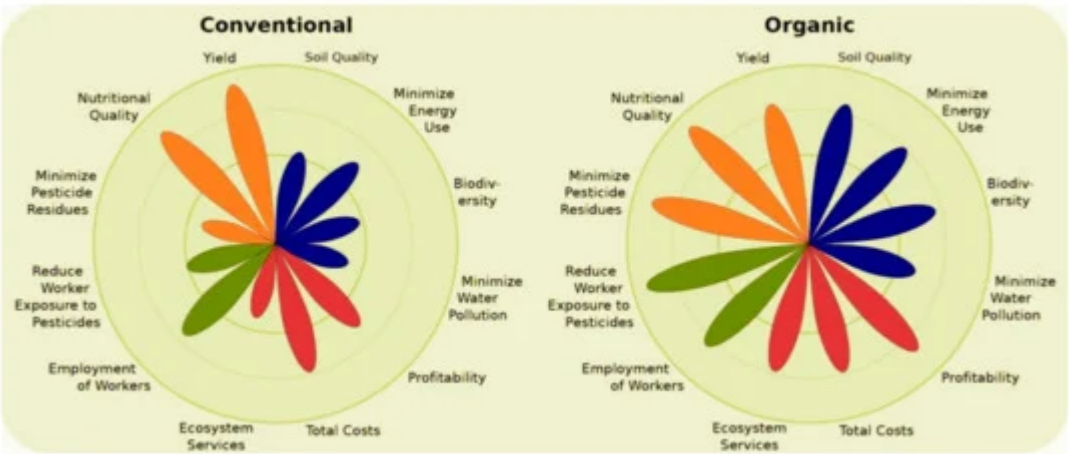 Conventional
Yield
Soil Quality
Nutritional
Quality
Minimize
Energy
Use
Minimize
Pesticide
Residues
Biodiv-
ersity
Reduce
Worker
Exposure to
Pesticides
Minimize
Water
Pollution
Employment
of Workers
Profitability
Ecosystem
Services
Total Costs
Organic
Yield
Soil Quality
Nutritional
Quality
Minimize
Energy
Use
Minimize
Pesticide
Residues
Biodiv-
ersity
Reduce
Worker
Exposure to
Pesticides
Minimize
Water
Pollution
Employment
of Workers
Profitability
Ecosystem
Services
Total Costs